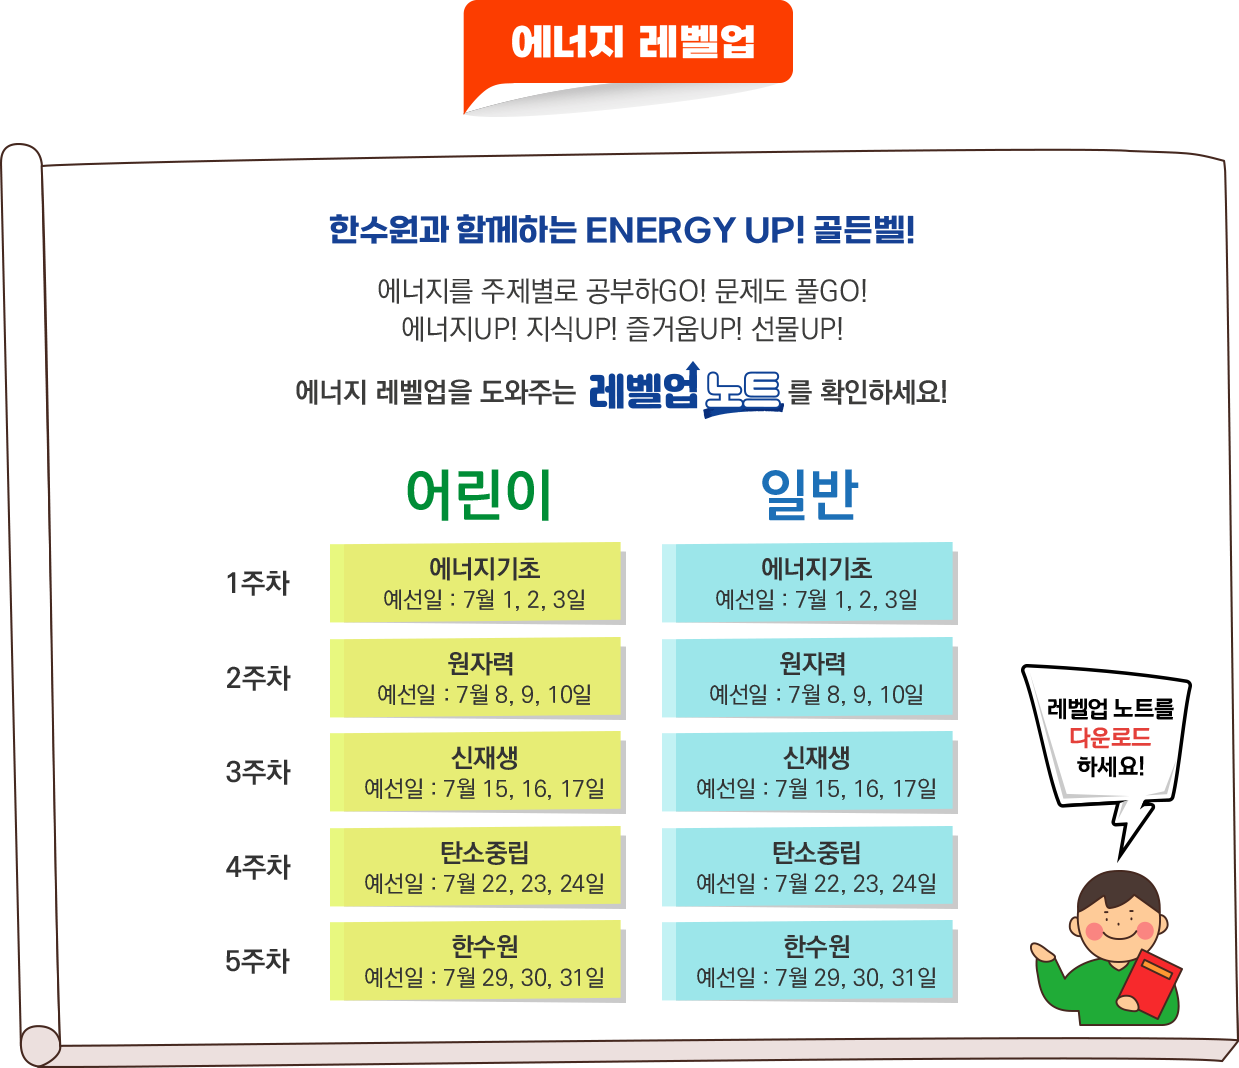 에너지 레벨업
한수원과 함께하는 ENERGY UP! 골든벨!
에너지를 주제별로 공부하GO! 문제도 풀GO!
에너지UP! 지식UP! 즐거움UP! 선물UP!
에너지 레벨업을 도와주는 레벨업노트를 확인하세요!
어린이 일반
1주차
에너지기초
예선일 : 7월 1, 2, 3일
에너지기초
예선일 : 7월 1, 2, 3일
2주차
원자력
예선일 : 7월 8, 9, 10일
원자력
예선일 : 7월 8, 9, 10일
3주차
신재생
예선일 : 7월 15, 16, 17일
신재생
예선일 : 7월 15, 16, 17일
4주차
탄소중립
예선일 : 7월 22, 23, 24일
탄소중립
예선일 : 7월 22, 23, 24일
5주차
한수원
예선일 : 7월 29, 30, 31일
한수원
예선일 : 7월 29, 30, 31일
레벨업 노트를
다운로드
하세요!